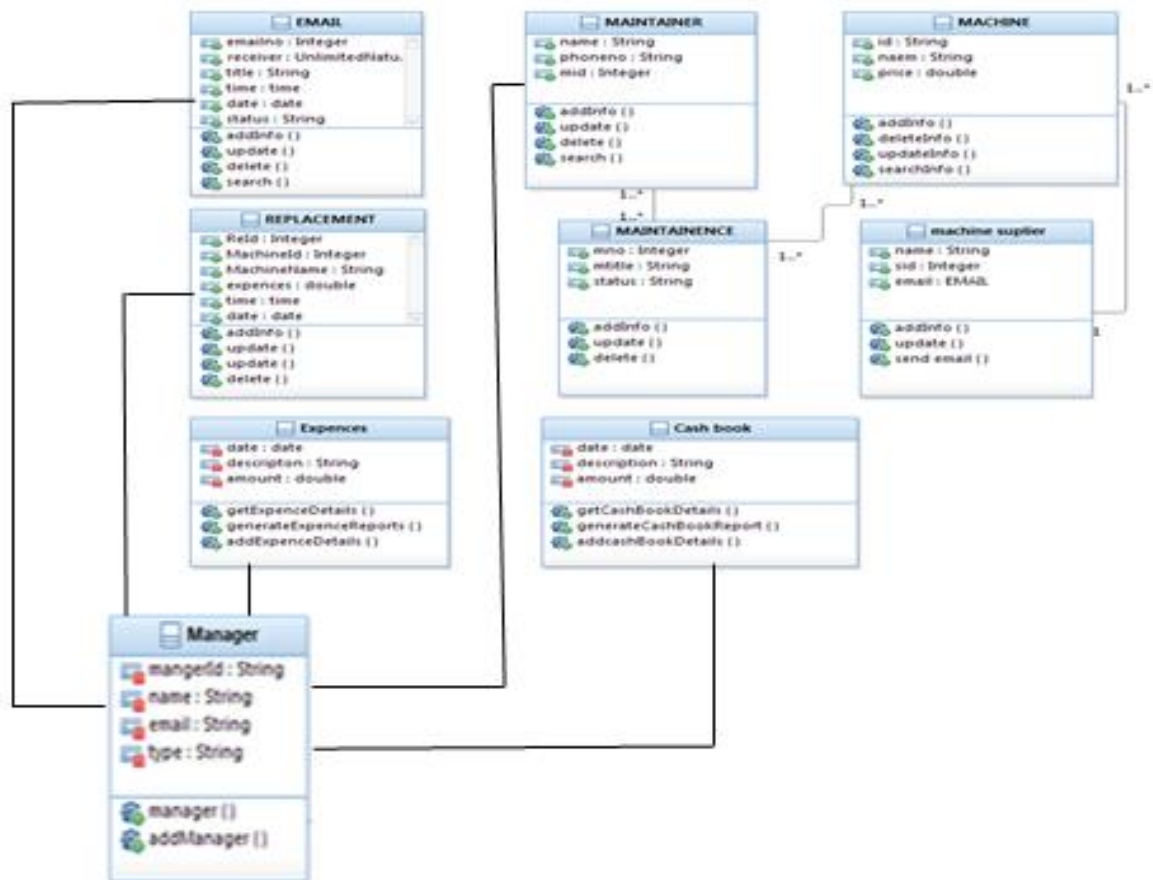 EMAIL
emailno : Integer
receiver : UnlimitedNatu.
title : String
time : time
date : date
status : String
addInfo ()
update ()
delete ()
search ()
MAINTAINER
name : String
phoneno : String
mid : Integer
addInfo ()
update ()
delete ()
search ()
MACHINE
id : String
naem : String
price : double
addInfo ()
deleteInfo ()
updateInfo ()
searchInfo ()
1..*
1..*
1..*
1..*
1..*
1
REPLACEMENT
ReId : Integer
MachineId : Integer
MachineName : String
expences : double
time : time
date : date
addInfo ()
update ()
update ()
delete ()
MAINTAINENCE
mno : Integer
mtitle : String
status : String
addInfo ()
update ()
delete ()
machine suplier
name : String
sid : Integer
email : EMAIL
addInfo ()
update ()
send email ()
Expences
date : date
descripton : String
amount : double
getExpenceDetails ()
generateExpenceReports ()
addExpenceDetails ()
Cash book
date : date
description : String
amount : double
getCashBookDetails ()
generateCashBookReport ()
addcashBookDetails ()
Manager
mangerId : String
name : String
email : String
type : String
manager ()
addManager ()